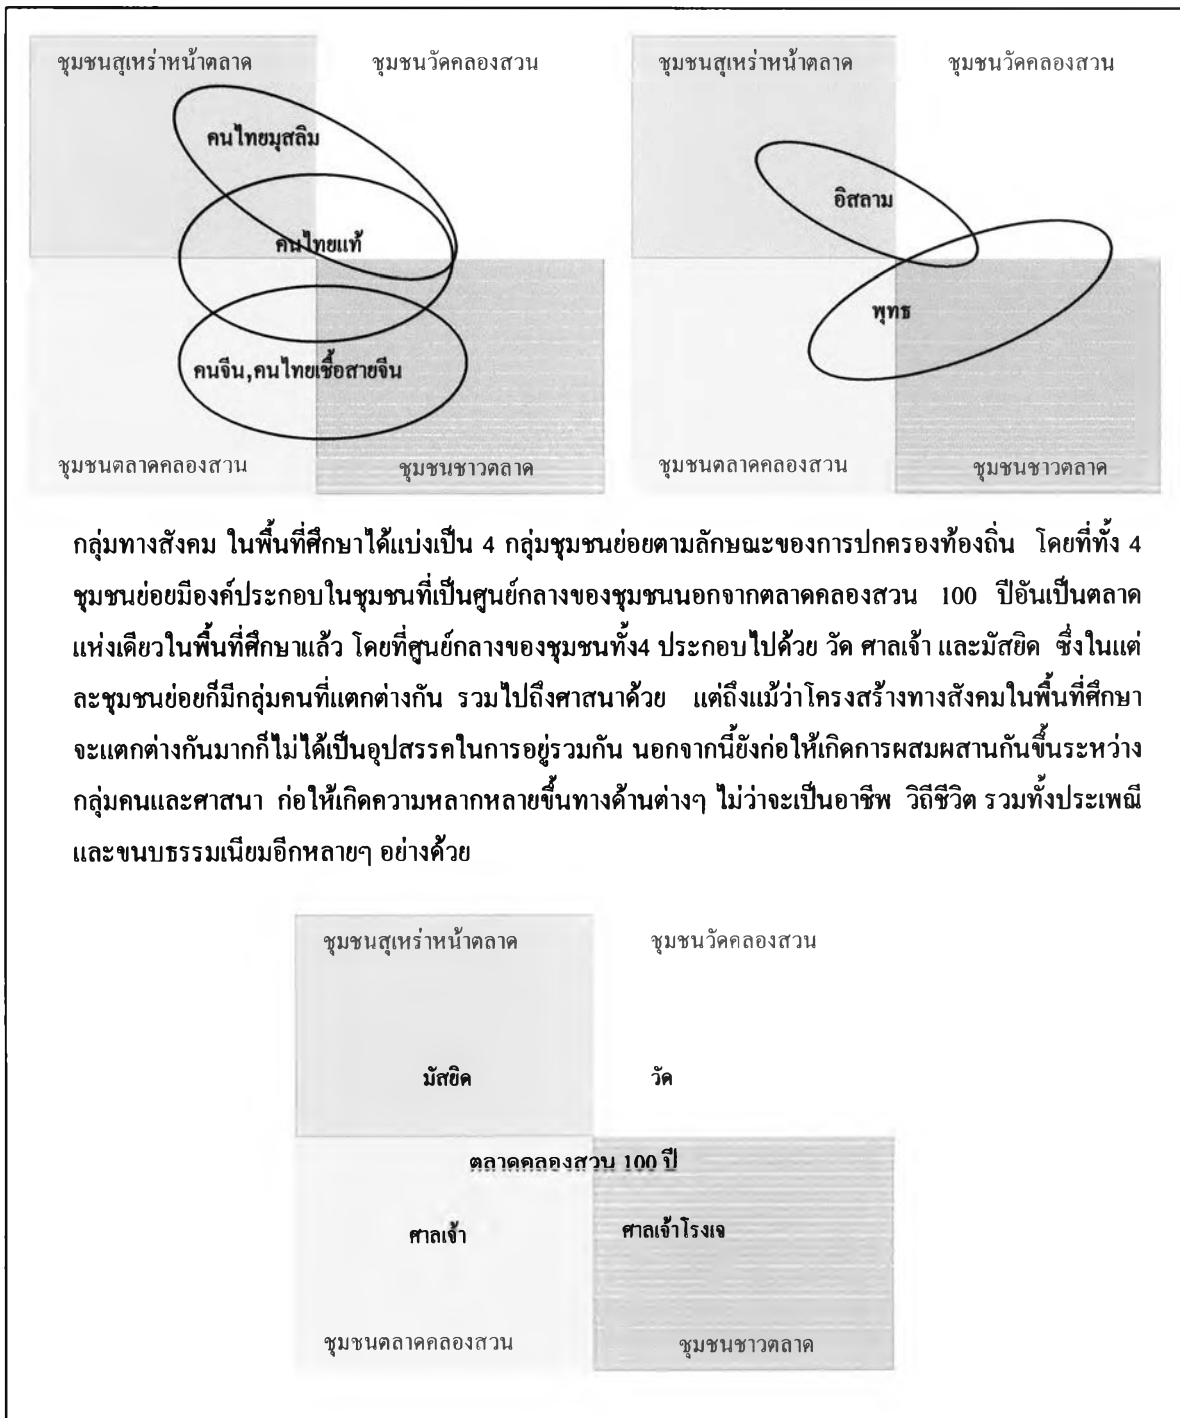 ชุมชนสุเหร่าหน้าตลาด ชุมชนวัดคลองสวน
คนไทยมุสลิม
คนไทยแท้
คนจีน,คนไทยเชื้อสายจีน
ชุมชนตลาดคลองสวน ชุมชนชาวตลาด
ชุมชนสุเหร่าหน้าตลาด ชุมชนวัดคลองสวน
อิสลาม
พุทธ
ชุมชนตลาดคลองสวน ชุมชนชาวตลาด
กลุ่มทางสังคม ในพื้นที่ศึกษาได้แบ่งเป็น 4 กลุ่มชุมชนย่อยตามลักษณะของการปกครองท้องถิ่น โดยที่ทั้ง 4
ชุมชนย่อยมีองค์ประกอบในชุมชนที่เป็นศูนย์กลางของชุมชนนอกจากตลาดคลองสวน 100 ปีอันเป็นตลาด
แห่งเดียวในพื้นที่ศึกษาแล้ว โดยที่ศูนย์กลางของชุมชนทั้ง4 ประกอบไปด้วย วัด ศาลเจ้า และมัสยิด ซึ่งในแต่
ละชุมชนย่อยก็มีกลุ่มคนที่แตกต่างกัน รวมไปถึงศาสนาด้วย แต่ถึงแม้ว่าโครงสร้างทางสังคมในพื้นที่ศึกษา
จะแตกต่างกันมากก็ไม่ได้เป็นอุปสรรคในการอยู่รวมกัน นอกจากนี้ยังก่อให้เกิดการผสมผสานกันขึ้นระหว่าง
กลุ่มคนและศาสนา ก่อให้เกิดความหลากหลายขึ้นทางด้านต่างๆ ไม่ว่าจะเป็นอาชีพ วิถีชีวิต รวมทั้งประเพณี
และขนบธรรมเนียมอีกหลายๆ อย่างด้วย
ชุมชนสุเหร่าหน้าตลาด ชุมชนวัดคลองสวน
มัสยิด วัด
ตลาดคลองสวน 100 ปี
ศาลเจ้า ศาลเจ้าโรงเจ
ชุมชนตลาดคลองสวน ชุมชนชาวตลาด